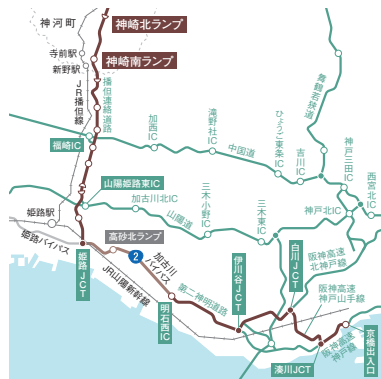 神河町
神崎北ランプ
寺前駅
神崎南ランプ
新野駅
JR播但線
播但連絡道路
舞鶴若狭道
福崎IC
加西IC
滝野社IC
中国道
ひょうご東条IC
吉川IC
神戸三田IC
西宮北IC
山陽姫路東IC
加古川北IC
山陽道
三木小野IC
三木東IC
神戸北IC
姫路駅
姫路バイパス
高砂北ランプ
2
加古川バイパス
姫路JCT
JR山陽新幹線
明石西IC
第二神明道路
伊川谷JCT
白川JCT
阪神高速
北神戸線
阪神高速
神戸山手線
京橋出入口
阪神高速
神戸線
湊川JCT